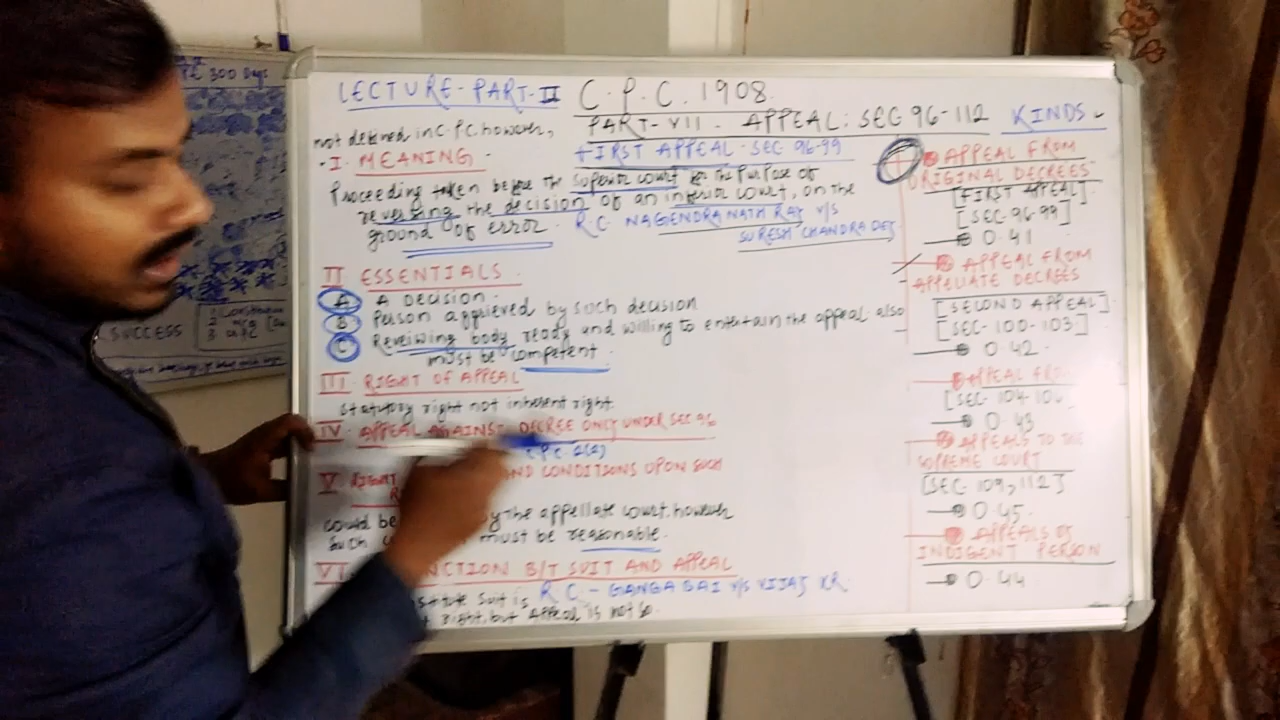 LECTURE-PART-II
C.P.C. 1908
PART-VII. APPEAL: SEC 96-112
FIRST APPEAL-SEC 96-99
not defined in C.P.C. however,
I. MEANING
Proceeding taken before the superior court for the purpose of
reversing the decision of an inferior court, on the
ground of error.
R.C. NAGENDRA NATH RAY V/S
SURESH CHANDRA DEY
II ESSENTIALS
A A DECISION
B Person aggrieved by such decision
C Reveiwing body ready and willing to entertain the appeal also
must be competent
III. RIGHT OF APPEAL
Statutory right not inherent right.
IV. APPEAL AGAINST DECREE ONLY UNDER SEC 96
C.P.C 2(2)
V RIGHT AND CONDITIONS UPON SUCH
could be by the appellate court. however
such must be reasonable.
VI NCTION B/T SUIT AND APPEAL
stitute suit is
R.C. - GANGA BAI V/S VIJAY KR.
right, but Appeal is not so.
KINDS
APPEAL FROM
ORIGINAL DECREES
[FIRST APPEAL]
[SEC-96-99]
O.41
APPEAL FROM
APPELLATE DECREES
[SECOND APPEAL]
[SEC-100-103-]
O.42
APPEAL
[SEC-104-
O.43
APPEALS TO THE
SUPREME COURT
[SEC 109, 112]
O.45
APPEALS OF
INDIGENT PERSON
O.44
300 Days
SUCCESS